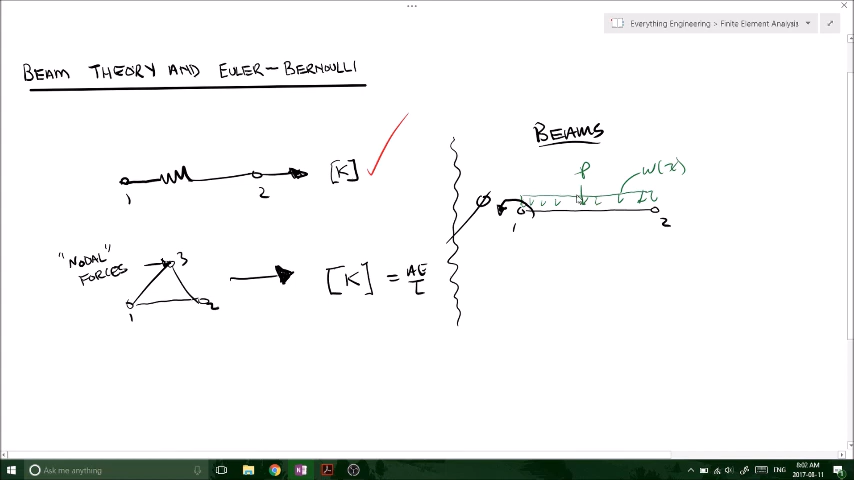 Everything Engineering > Finite Element Analysis
BEAM THEORY AND EULER-BERNOULLI
BEAMS
1
2
[K]
P
W(x)
1
2
"NODAL"
FORCES
3
1
2
[K] = AE
L
Ask me anything
ENG
8:02 AM
2017-08-11